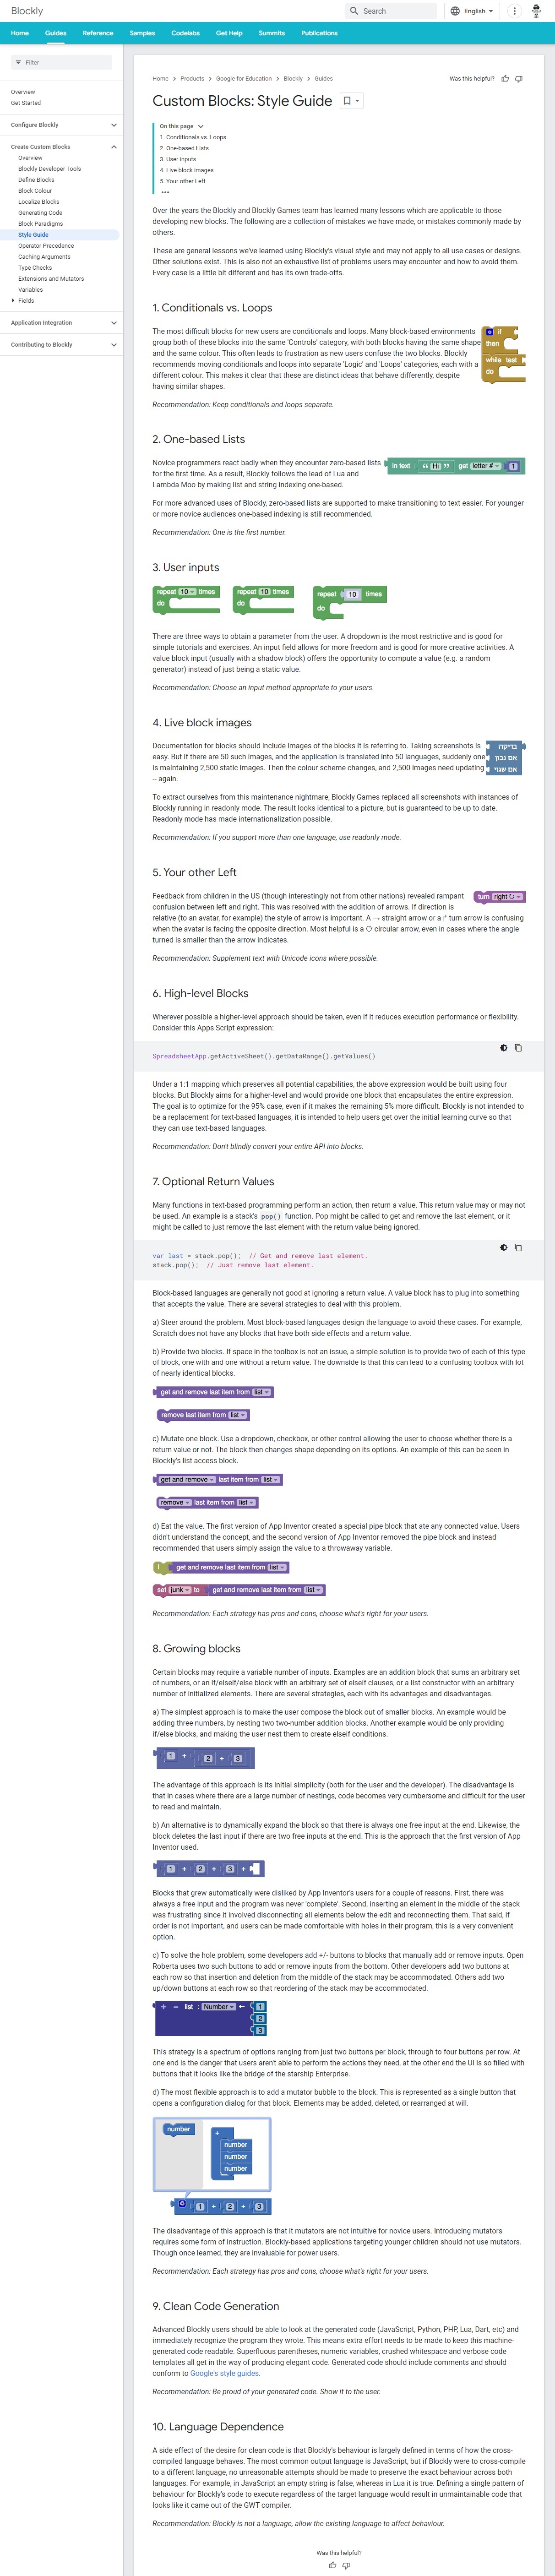 Blockly
Search
English
Home Guides Reference Samples Codelabs Get Help Summits Publications
Filter
Overview
Get Started
Configure Blockly
Create Custom Blocks
Overview
Blockly Developer Tools
Define Blocks
Block Colour
Localize Blocks
Generating Code
Block Paradigms
Style Guide
Operator Precedence
Caching Arguments
Type Checks
Extensions and Mutators
Variables
Fields
Application Integration
Contributing to Blockly
Home > Products > Google for Education > Blockly > Guides
Was this helpful?
Custom Blocks: Style Guide
On this page
1. Conditionals vs. Loops
2. One-based Lists
3. User inputs
4. Live block images
5. Your other Left
Over the years the Blockly and Blockly Games team has learned many lessons which are applicable to those
developing new blocks. The following are a collection of mistakes we have made, or mistakes commonly made by
others.
These are general lessons we've learned using Blockly's visual style and may not apply to all use cases or designs.
Other solutions exist. This is also not an exhaustive list of problems users may encounter and how to avoid them.
Every case is a little bit different and has its own trade-offs.
1. Conditionals vs. Loops
The most difficult blocks for new users are conditionals and loops. Many block-based environments
group both of these blocks into the same 'Controls' category, with both blocks having the same shape
and the same colour. This often leads to frustration as new users confuse the two blocks. Blockly
recommends moving conditionals and loops into separate 'Logic' and 'Loops' categories, each with a
different colour. This makes it clear that these are distinct ideas that behave differently, despite
having similar shapes.
if
then
while test
do
Recommendation: Keep conditionals and loops separate.
2. One-based Lists
Novice programmers react badly when they encounter zero-based lists
for the first time. As a result, Blockly follows the lead of Lua and
Lambda Moo by making list and string indexing one-based.
in text “ Hi ” get letter # 1
For more advanced uses of Blockly, zero-based lists are supported to make transitioning to text easier. For younger
or more novice audiences one-based indexing is still recommended.
Recommendation: One is the first number.
3. User inputs
repeat 10 times
do
repeat 10 times
do
repeat 10 times
do
There are three ways to obtain a parameter from the user. A dropdown is the most restrictive and is good for
simple tutorials and exercises. An input field allows for more freedom and is good for more creative activities. A
value block input (usually with a shadow block) offers the opportunity to compute a value (e.g. a random
generator) instead of just being a static value.
Recommendation: Choose an input method appropriate to your users.
4. Live block images
Documentation for blocks should include images of the blocks it is referring to. Taking screenshots is
easy. But if there are 50 such images, and the application is translated into 50 languages, suddenly one
is maintaining 2,500 static images. Then the colour scheme changes, and 2,500 images need updating
-- again.
בדיקה
אם נכון
אם שגוי
To extract ourselves from this maintenance nightmare, Blockly Games replaced all screenshots with instances of
Blockly running in readonly mode. The result looks identical to a picture, but is guaranteed to be up to date.
Readonly mode has made internationalization possible.
Recommendation: If you support more than one language, use readonly mode.
5. Your other Left
Feedback from children in the US (though interestingly not from other nations) revealed rampant
confusion between left and right. This was resolved with the addition of arrows. If direction is
relative (to an avatar, for example) the style of arrow is important. A → straight arrow or a ↱ turn arrow is confusing
when the avatar is facing the opposite direction. Most helpful is a ⟳ circular arrow, even in cases where the angle
turned is smaller than the arrow indicates.
turn right ↻
Recommendation: Supplement text with Unicode icons where possible.
6. High-level Blocks
Wherever possible a higher-level approach should be taken, even if it reduces execution performance or flexibility.
Consider this Apps Script expression:
SpreadsheetApp.getActiveSheet().getDataRange().getValues()
Under a 1:1 mapping which preserves all potential capabilities, the above expression would be built using four
blocks. But Blockly aims for a higher-level and would provide one block that encapsulates the entire expression.
The goal is to optimize for the 95% case, even if it makes the remaining 5% more difficult. Blockly is not intended to
be a replacement for text-based languages, it is intended to help users get over the initial learning curve so that
they can use text-based languages.
Recommendation: Don't blindly convert your entire API into blocks.
7. Optional Return Values
Many functions in text-based programming perform an action, then return a value. This return value may or may not
be used. An example is a stack's pop() function. Pop might be called to get and remove the last element, or it
might be called to just remove the last element with the return value being ignored.
var last = stack.pop(); // Get and remove last element.
stack.pop(); // Just remove last element.
Block-based languages are generally not good at ignoring a return value. A value block has to plug into something
that accepts the value. There are several strategies to deal with this problem.
a) Steer around the problem. Most block-based languages design the language to avoid these cases. For example,
Scratch does not have any blocks that have both side effects and a return value.
b) Provide two blocks. If space in the toolbox is not an issue, a simple solution is to provide two of each of this type
of block, one with and one without a return value. The downside is that this can lead to a confusing toolbox with lot
of nearly identical blocks.
get and remove last item from list
remove last item from list
c) Mutate one block. Use a dropdown, checkbox, or other control allowing the user to choose whether there is a
return value or not. The block then changes shape depending on its options. An example of this can be seen in
Blockly's list access block.
get and remove last item from list
remove last item from list
d) Eat the value. The first version of App Inventor created a special pipe block that ate any connected value. Users
didn't understand the concept, and the second version of App Inventor removed the pipe block and instead
recommended that users simply assign the value to a throwaway variable.
| get and remove last item from list
set junk to get and remove last item from list
Recommendation: Each strategy has pros and cons, choose what's right for your users.
8. Growing blocks
Certain blocks may require a variable number of inputs. Examples are an addition block that sums an arbitrary set
of numbers, or an if/elseif/else block with an arbitrary set of elseif clauses, or a list constructor with an arbitrary
number of initialized elements. There are several strategies, each with its advantages and disadvantages.
a) The simplest approach is to make the user compose the block out of smaller blocks. An example would be
adding three numbers, by nesting two two-number addition blocks. Another example would be only providing
if/else blocks, and making the user nest them to create elseif conditions.
1 + 2 + 3
The advantage of this approach is its initial simplicity (both for the user and the developer). The disadvantage is
that in cases where there are a large number of nestings, code becomes very cumbersome and difficult for the user
to read and maintain.
b) An alternative is to dynamically expand the block so that there is always one free input at the end. Likewise, the
block deletes the last input if there are two free inputs at the end. This is the approach that the first version of App
Inventor used.
1 + 2 + 3 +
Blocks that grew automatically were disliked by App Inventor's users for a couple of reasons. First, there was
always a free input and the program was never 'complete'. Second, inserting an element in the middle of the stack
was frustrating since it involved disconnecting all elements below the edit and reconnecting them. That said, if
order is not important, and users can be made comfortable with holes in their program, this is a very convenient
option.
c) To solve the hole problem, some developers add +/- buttons to blocks that manually add or remove inputs. Open
Roberta uses two such buttons to add or remove inputs from the bottom. Other developers add two buttons at
each row so that insertion and deletion from the middle of the stack may be accommodated. Others add two
up/down buttons at each row so that reordering of the stack may be accommodated.
+ − list : Number ← 1
2
3
This strategy is a spectrum of options ranging from just two buttons per block, through to four buttons per row. At
one end is the danger that users aren't able to perform the actions they need, at the other end the UI is so filled with
buttons that it looks like the bridge of the starship Enterprise.
d) The most flexible approach is to add a mutator bubble to the block. This is represented as a single button that
opens a configuration dialog for that block. Elements may be added, deleted, or rearranged at will.
number
+
number
number
number
1 + 2 + 3
The disadvantage of this approach is that it mutators are not intuitive for novice users. Introducing mutators
requires some form of instruction. Blockly-based applications targeting younger children should not use mutators.
Though once learned, they are invaluable for power users.
Recommendation: Each strategy has pros and cons, choose what's right for your users.
9. Clean Code Generation
Advanced Blockly users should be able to look at the generated code (JavaScript, Python, PHP, Lua, Dart, etc) and
immediately recognize the program they wrote. This means extra effort needs to be made to keep this machine-
generated code readable. Superfluous parentheses, numeric variables, crushed whitespace and verbose code
templates all get in the way of producing elegant code. Generated code should include comments and should
conform to Google's style guides.
Recommendation: Be proud of your generated code. Show it to the user.
10. Language Dependence
A side effect of the desire for clean code is that Blockly's behaviour is largely defined in terms of how the cross-
compiled language behaves. The most common output language is JavaScript, but if Blockly were to cross-compile
to a different language, no unreasonable attempts should be made to preserve the exact behaviour across both
languages. For example, in JavaScript an empty string is false, whereas in Lua it is true. Defining a single pattern of
behaviour for Blockly's code to execute regardless of the target language would result in unmaintainable code that
looks like it came out of the GWT compiler.
Recommendation: Blockly is not a language, allow the existing language to affect behaviour.
Was this helpful?